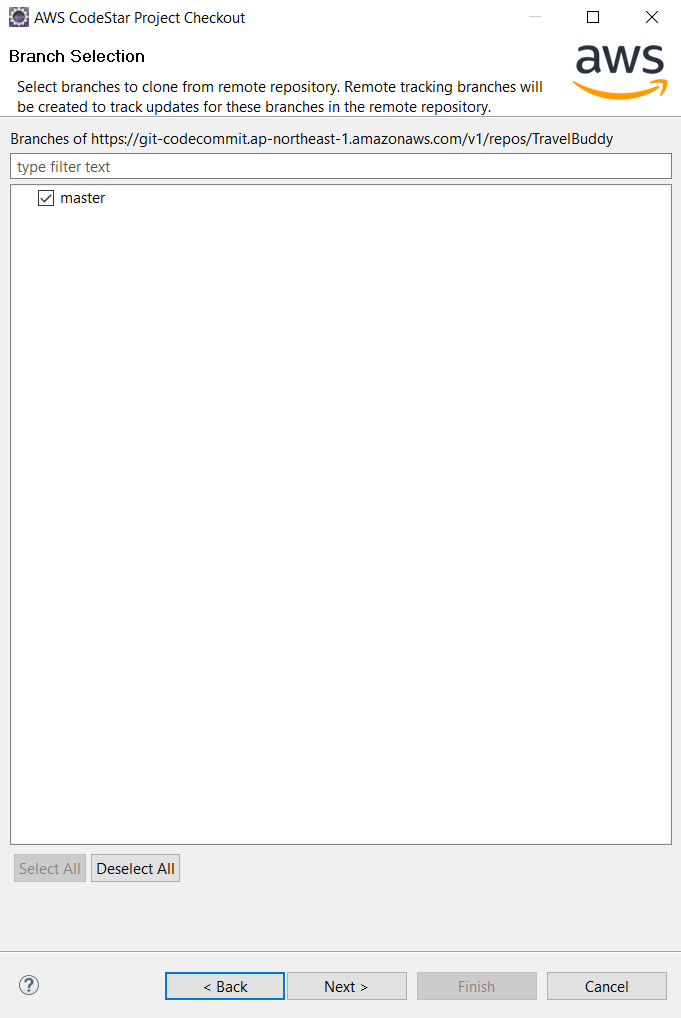 AWS CodeStar Project Checkout
Branch Selection
aws
Select branches to clone from remote repository. Remote tracking branches will
be created to track updates for these branches in the remote repository.
Branches of https://git-codecommit.ap-northeast-1.amazonaws.com/v1/repos/TravelBuddy
type filter text
master
Select All Deselect All
? < Back Next > Finish Cancel